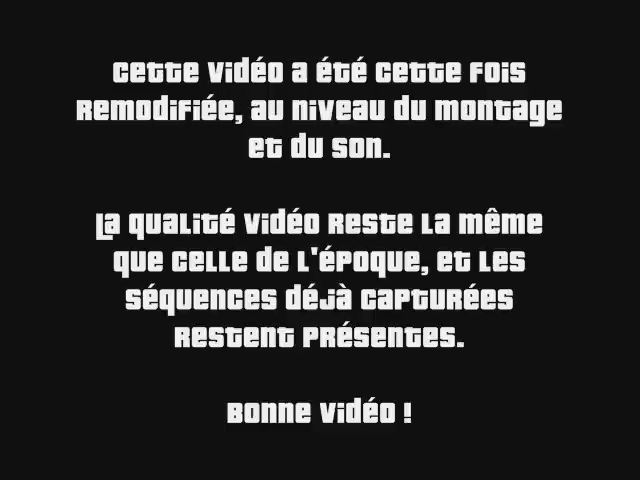 Cette vidéo a été cette fois
remodifiée, au niveau du montage
et du son.
La qualité vidéo reste la même
que celle de l'époque, et les
séquences déjà capturées
restent présentes.
Bonne vidéo !